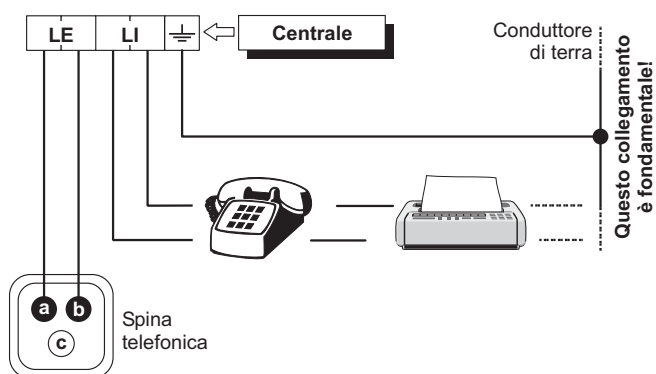 LE LI Centrale
Conduttore
di terra
Questo collegamento
è fondamentale!
a b
c
Spina
telefonica